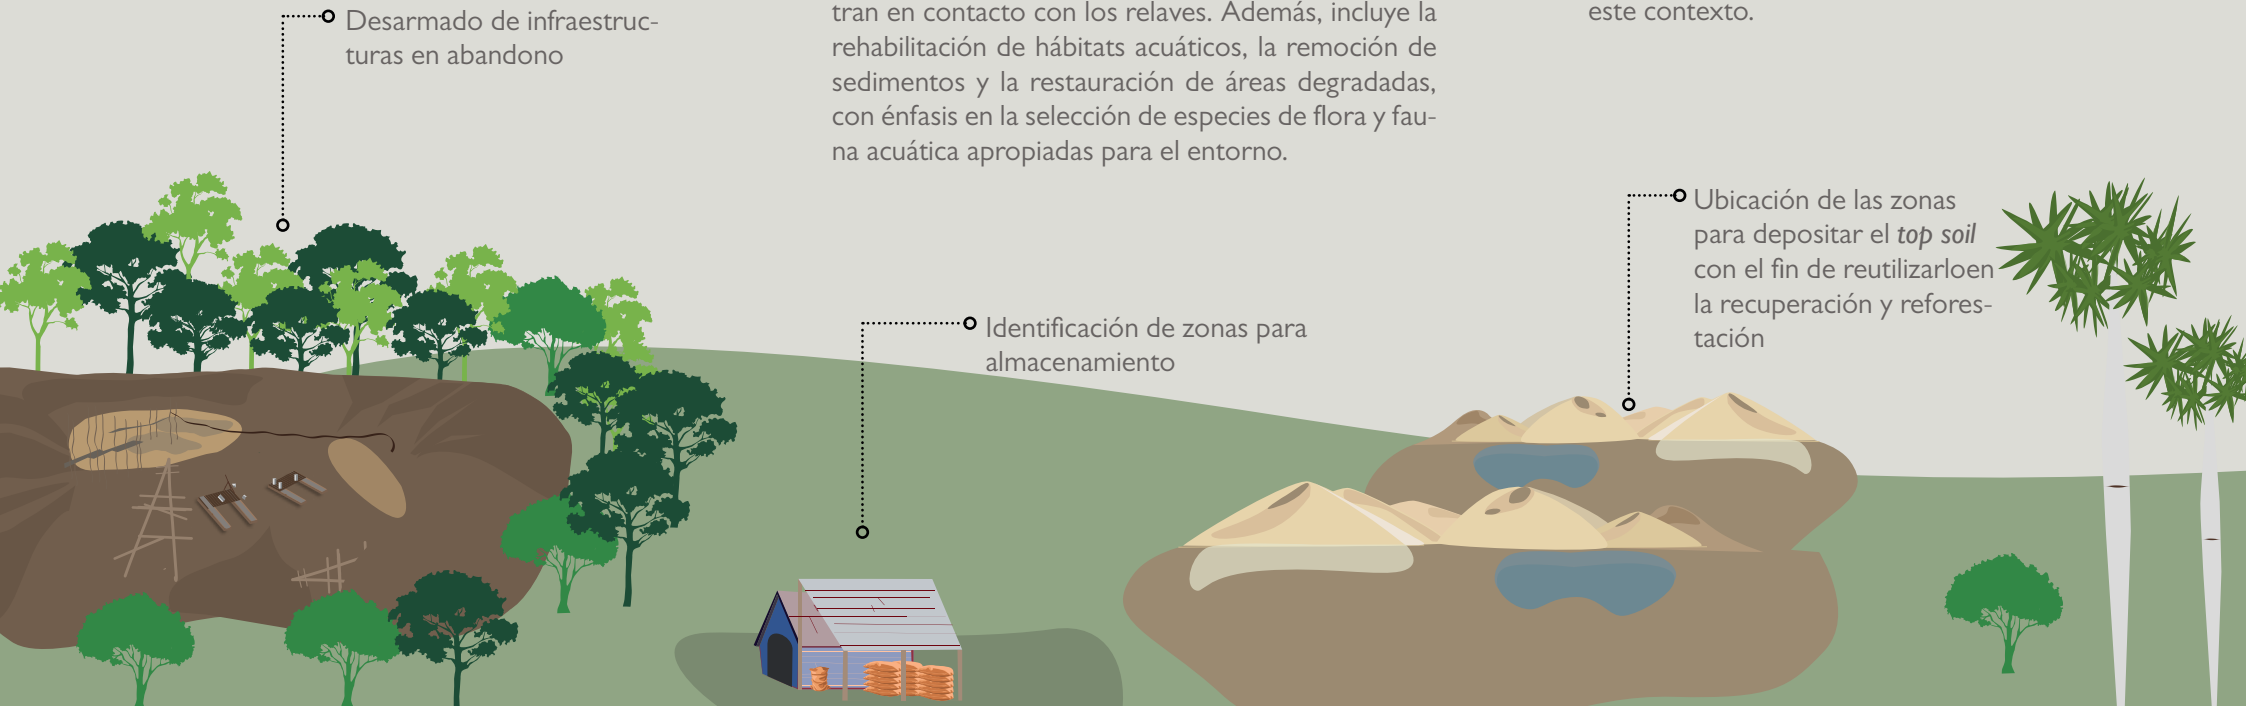 Desarmado de infraestruc-
turas en abandono
tran en contacto con los relaves. Además, incluye la
rehabilitación de hábitats acuáticos, la remoción de
sedimentos y la restauración de áreas degradadas,
con énfasis en la selección de especies de flora y fau-
na acuática apropiadas para el entorno.
este contexto.
Identificación de zonas para
almacenamiento
Ubicación de las zonas
para depositar el top soil
con el fin de reutilizarloen
la recuperación y refores-
tación